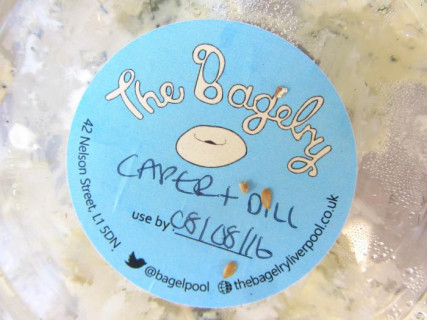 The Bagelry
CAPER + DILL
use by 08/08/16
42 Nelson Street, L1 5DN
@bagelpool
thebagelryliverpool.co.uk